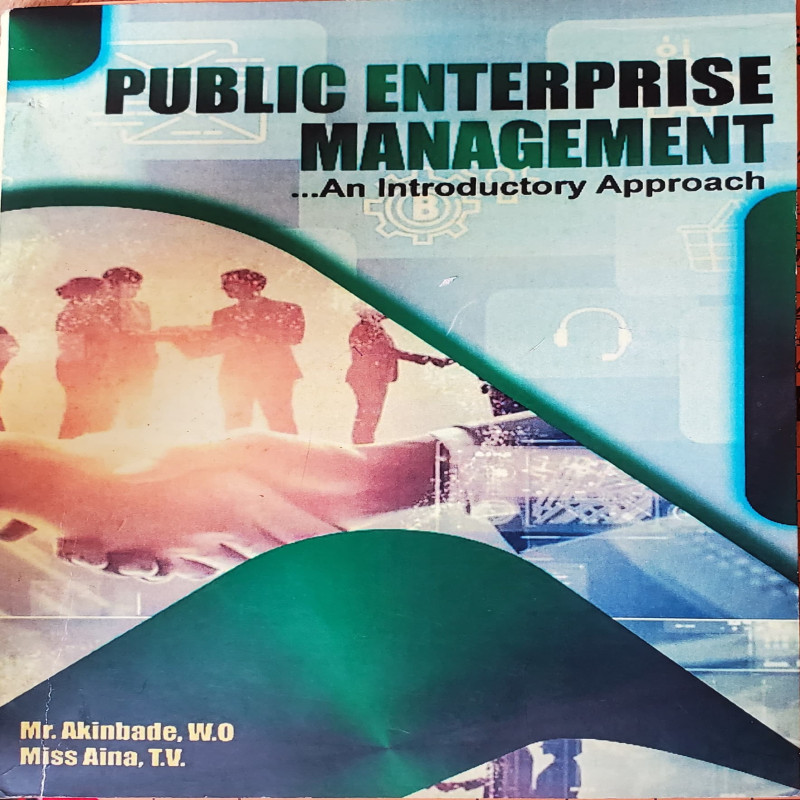 PUBLIC ENTERPRISE
MANAGEMENT
...An Introductory Approach
B
Mr. Akinbade, W.O
Miss Aina, T.V.